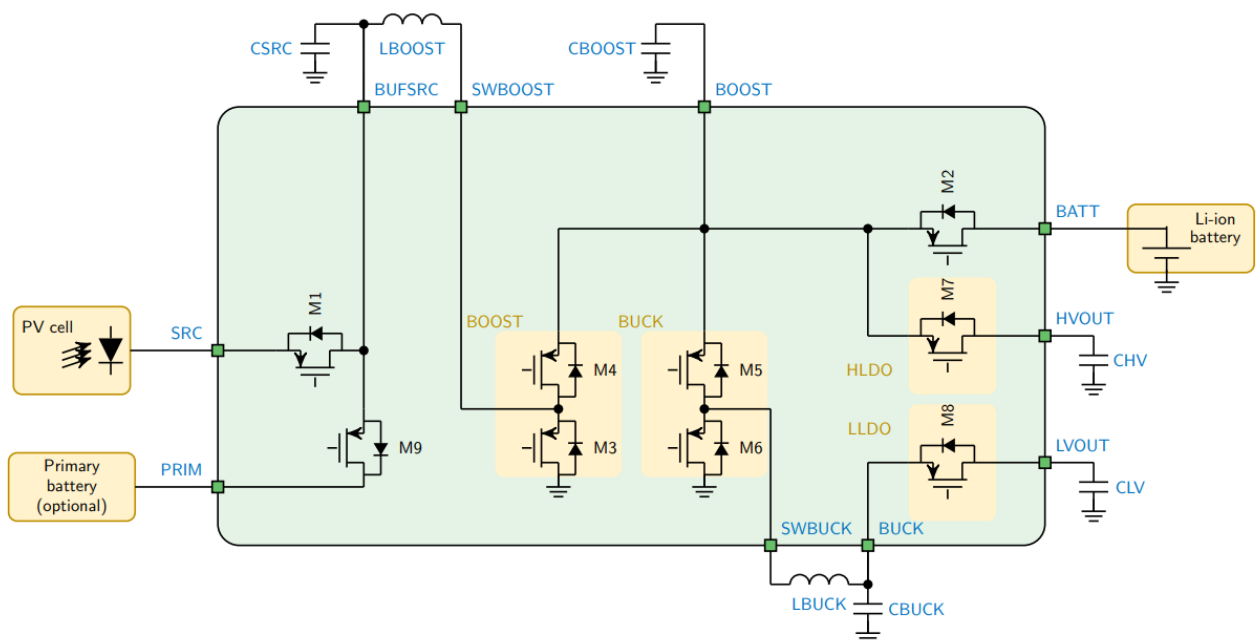 CSRC
LBOOST
CBOOST
BUFSRC
SWBOOST
BOOST
M2
BATT
Li-ion
battery
PV cell
SRC
M1
BOOST
BUCK
M7
HVOUT
M4
M5
HLDO
CHV
M9
M3
M6
LLDO
M8
LVOUT
Primary
battery
(optional)
PRIM
CLV
SWBUCK
BUCK
LBUCK
CBUCK